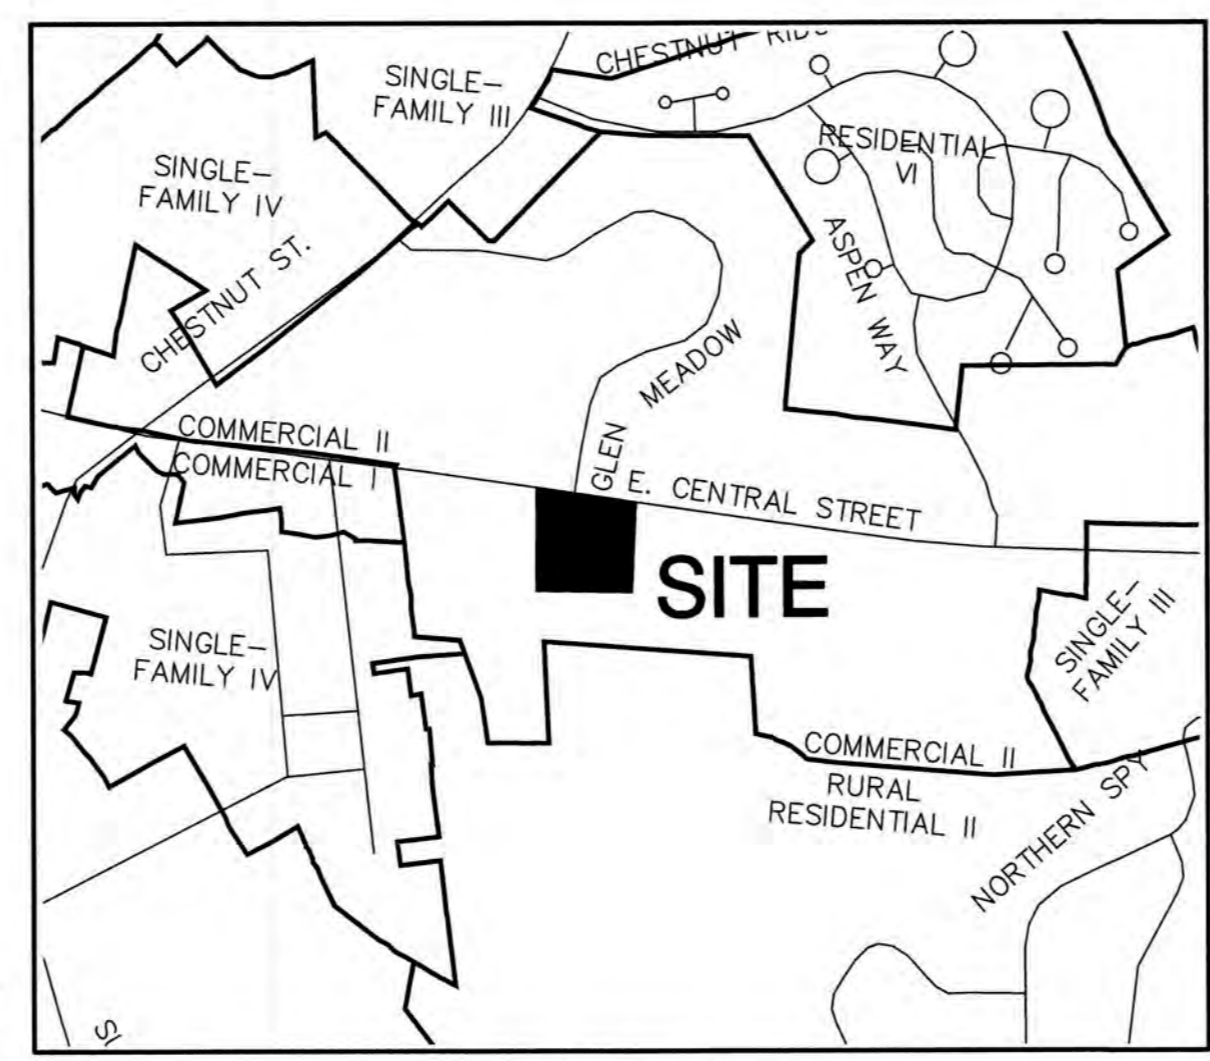 CHESTNUT RIDG
SINGLE-
FAMILY III
RESIDENTIAL
VI
SINGLE-
FAMILY IV
CHESTNUT ST.
ASPEN WAY
MEADOW
GLEN
COMMERCIAL II
COMMERCIAL I
E. CENTRAL STREET
SITE
SINGLE-
FAMILY III
SINGLE-
FAMILY IV
COMMERCIAL II
RURAL
RESIDENTIAL II
NORTHERN SPY